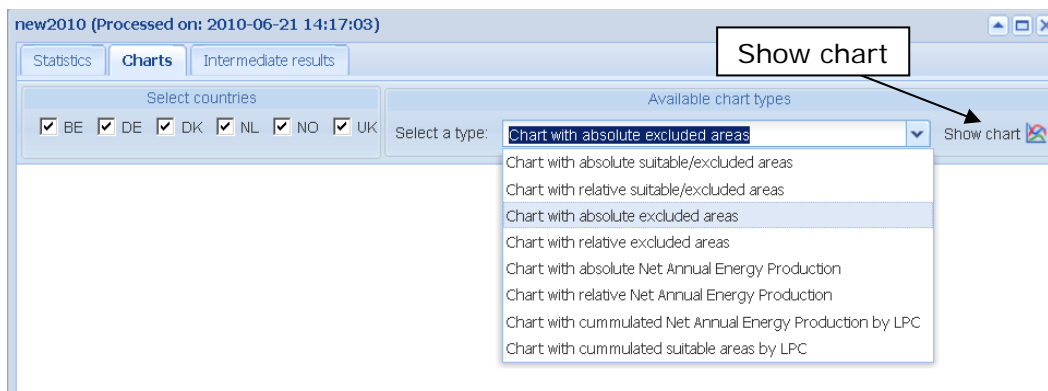 new2010 (Processed on: 2010-06-21 14:17:03)
Statistics Charts Intermediate results
Show chart
Select countries Available chart types
BE DE DK NL NO UK Select a type: Chart with absolute excluded areas Show chart
Chart with absolute suitable/excluded areas
Chart with relative suitable/excluded areas
Chart with absolute excluded areas
Chart with relative excluded areas
Chart with absolute Net Annual Energy Production
Chart with relative Net Annual Energy Production
Chart with cummulated Net Annual Energy Production by LPC
Chart with cummulated suitable areas by LPC